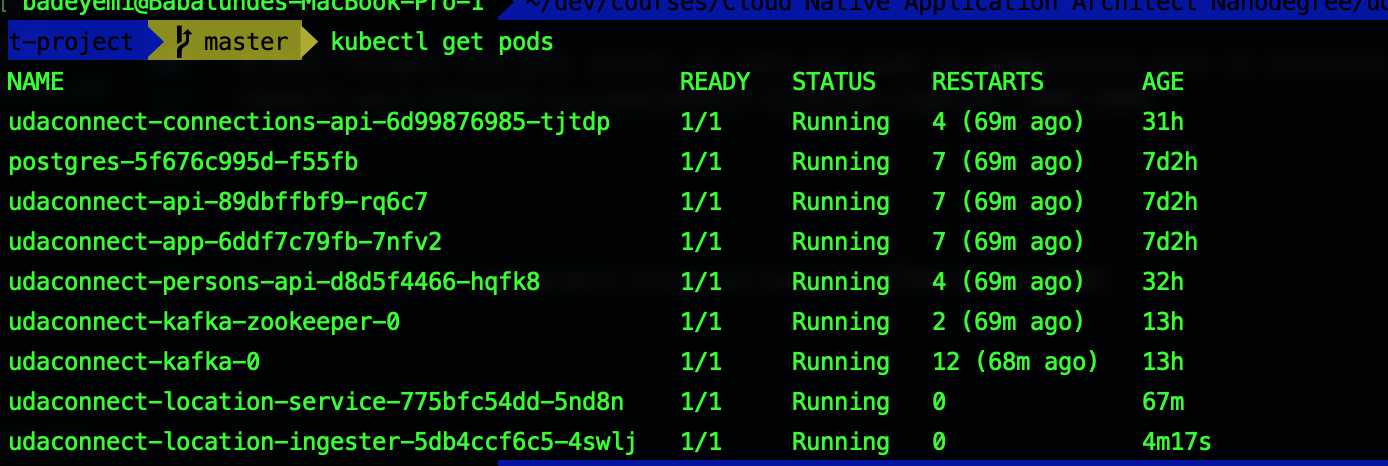 badeyemi@Babatundes-MacBook-Pro-1 ~/dev/courses/Cloud Native Application Architect Nanodegree/ud
t-project master kubectl get pods
NAME READY STATUS RESTARTS AGE
udaconnect-connections-api-6d99876985-tjtdp 1/1 Running 4 (69m ago) 31h
postgres-5f676c995d-f55fb 1/1 Running 7 (69m ago) 7d2h
udaconnect-api-89dbffbf9-rq6c7 1/1 Running 7 (69m ago) 7d2h
udaconnect-app-6ddf7c79fb-7nfv2 1/1 Running 7 (69m ago) 7d2h
udaconnect-persons-api-d8d5f4466-hqfk8 1/1 Running 4 (69m ago) 32h
udaconnect-kafka-zookeeper-0 1/1 Running 2 (69m ago) 13h
udaconnect-kafka-0 1/1 Running 12 (68m ago) 13h
udaconnect-location-service-775bfc54dd-5nd8n 1/1 Running 0 67m
udaconnect-location-ingester-5db4ccf6c5-4swlj 1/1 Running 0 4m17s